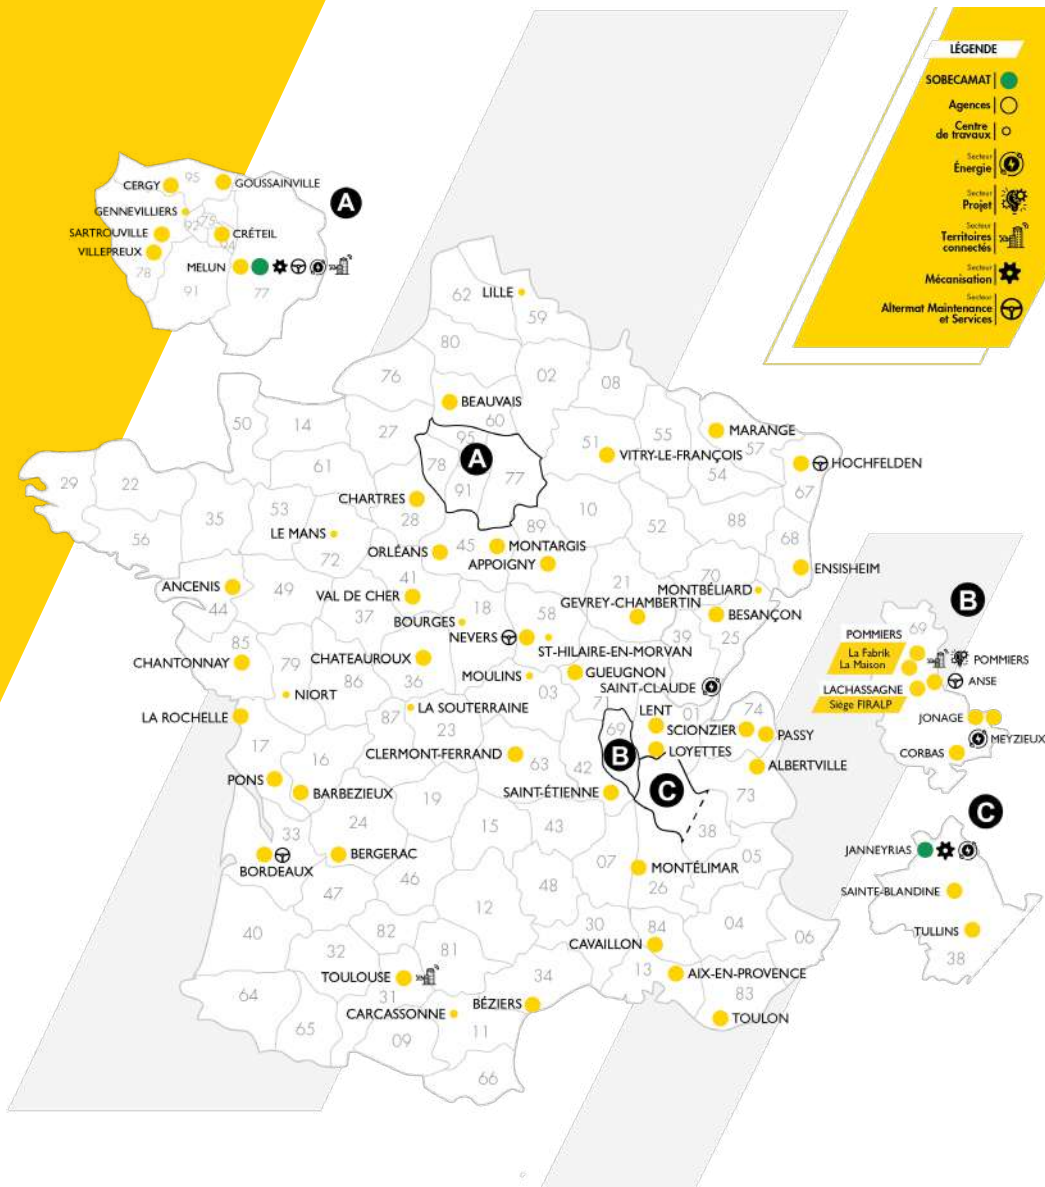 LÉGENDE
SOBECAMAT
Agences
Centre
de travaux
Secteur
Énergie
Secteur
Projet
Secteur
Territoires
connectés
Secteur
Mécanisation
Secteur
Altermat Maintenance
et Services
CERGY
95
GOUSSAINVILLE
A
GENNEVILLIERS
92
75
SARTROUVILLE
CRÉTEIL
94
VILLEPREUX
78
MELUN
91
77
62
LILLE
59
80
76
02
08
BEAUVAIS
60
50
14
27
95
51
55
MARANGE
57
A
VITRY-LE-FRANÇOIS
HOCHFELDEN
61
78
77
54
67
29
22
91
CHARTRES
28
35
53
10
52
88
56
LE MANS
72
89
68
ORLÉANS
45
MONTARGIS
APPOIGNY
ENSISHEIM
ANCENIS
49
41
VAL DE CHER
21
70
MONTBÉLIARD
44
37
18
58
GEVREY-CHAMBERTIN
BESANÇON
BOURGES
NEVERS
39
25
85
ST-HILAIRE-EN-MORVAN
CHANTONNAY
79
CHATEAUROUX
GUEUGNON
86
36
MOULINS
03
71
SAINT-CLAUDE
NIORT
LA SOUTERRAINE
LENT
01
74
LA ROCHELLE
87
23
69
SCIONZIER
PASSY
17
16
CLERMONT-FERRAND
63
42
B
LOYETTES
ALBERTVILLE
PONS
BARBEZIEUX
19
SAINT-ÉTIENNE
C
73
33
24
15
43
38
BORDEAUX
BERGERAC
07
MONTÉLIMAR
05
47
46
48
26
12
40
32
82
81
30
84
04
06
CAVAILLON
TOULOUSE
34
13
AIX-EN-PROVENCE
64
31
BÉZIERS
83
TOULON
65
CARCASSONNE
09
11
66
B
69
POMMIERS
La Fabrik
La Maison
POMMIERS
ANSE
LACHASSAGNE
Siège FIRALP
JONAGE
MEYZIEUX
CORBAS
C
JANNEYRIAS
SAINTE-BLANDINE
TULLINS
38